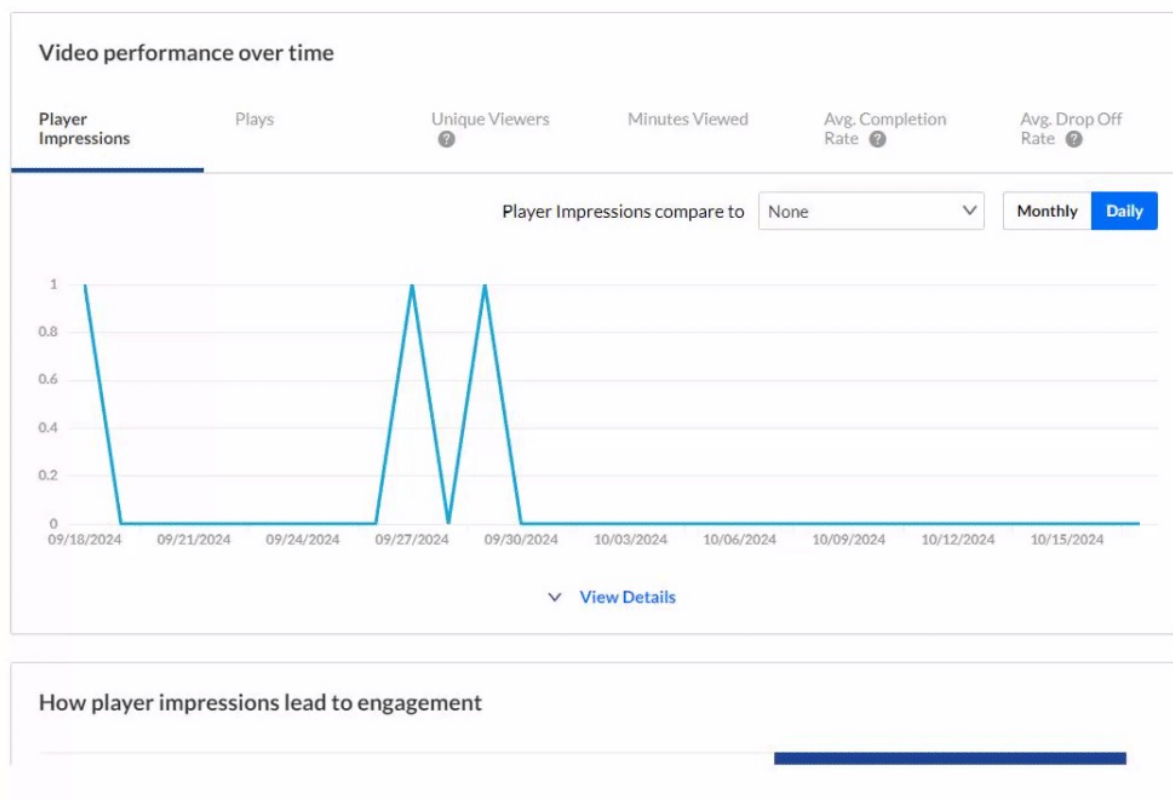 Video performance over time
Player Impressions
Plays
Unique Viewers ?
Minutes Viewed
Avg. Completion Rate ?
Avg. Drop Off Rate ?
Player Impressions compare to None Monthly Daily
1
0.8
0.6
0.4
0.2
0
09/18/2024 09/21/2024 09/24/2024 09/27/2024 09/30/2024 10/03/2024 10/06/2024 10/09/2024 10/12/2024 10/15/2024
View Details
How player impressions lead to engagement